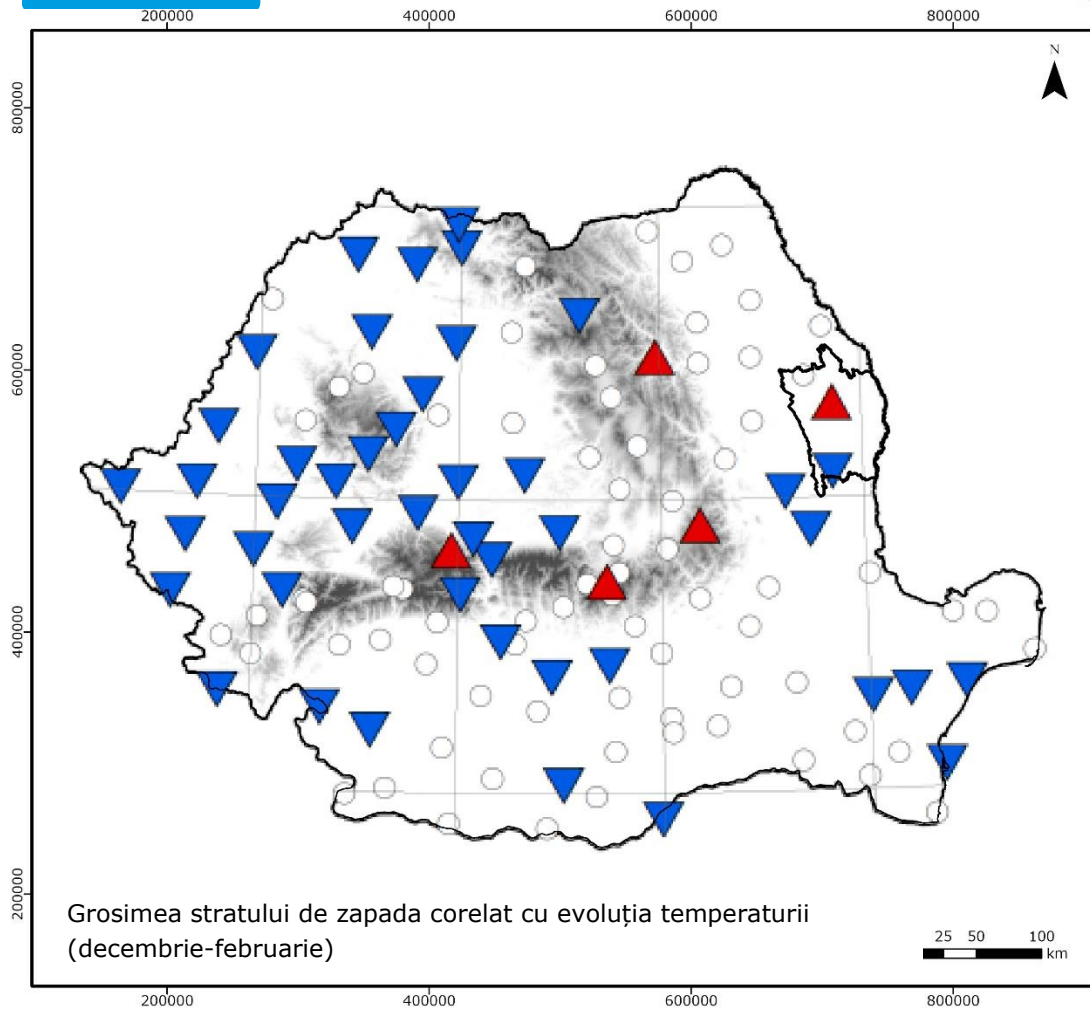 200000 400000 600000 800000
N
800000
600000
400000
200000
Grosimea stratului de zapada corelat cu evoluția temperaturii
(decembrie-februarie)
25 50 100
km
200000 400000 600000 800000